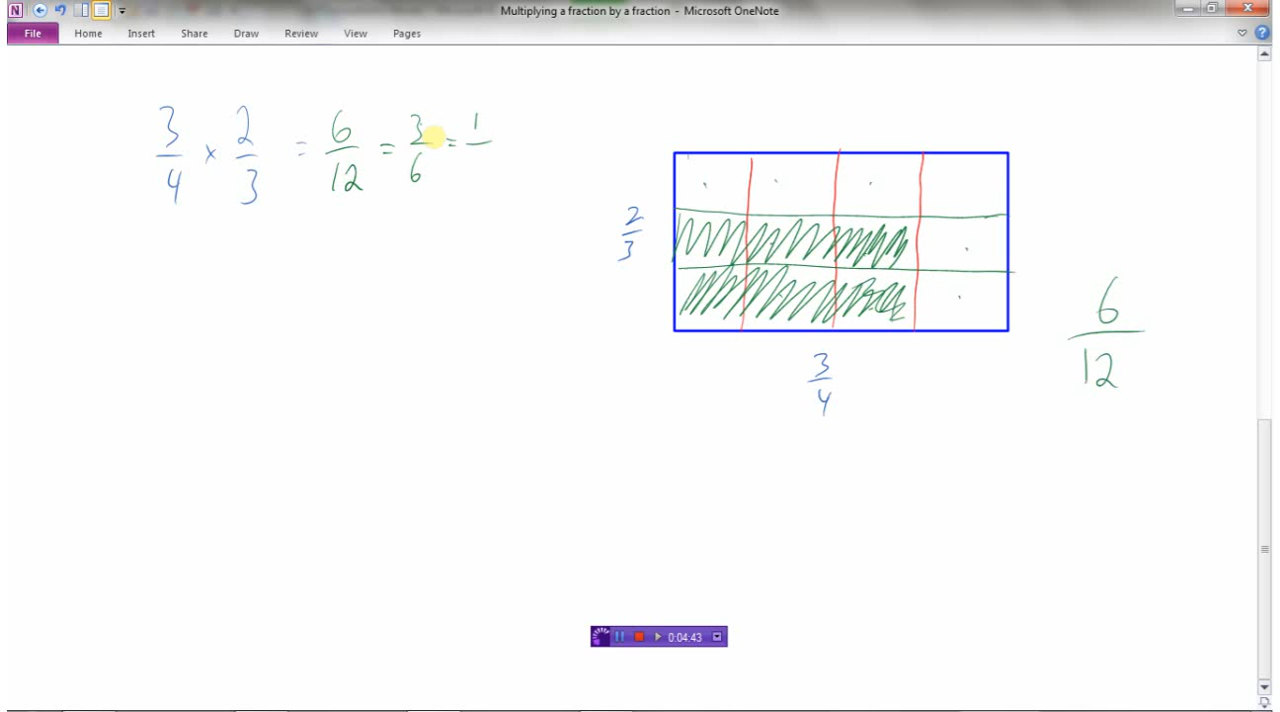 Multiplying a fraction by a fraction - Microsoft OneNote
File Home Insert Share Draw Review View Pages
3/4 × 2/3 = 6/12 = 3/6 = 1/
2/3
6/12
3/4
0:04:43